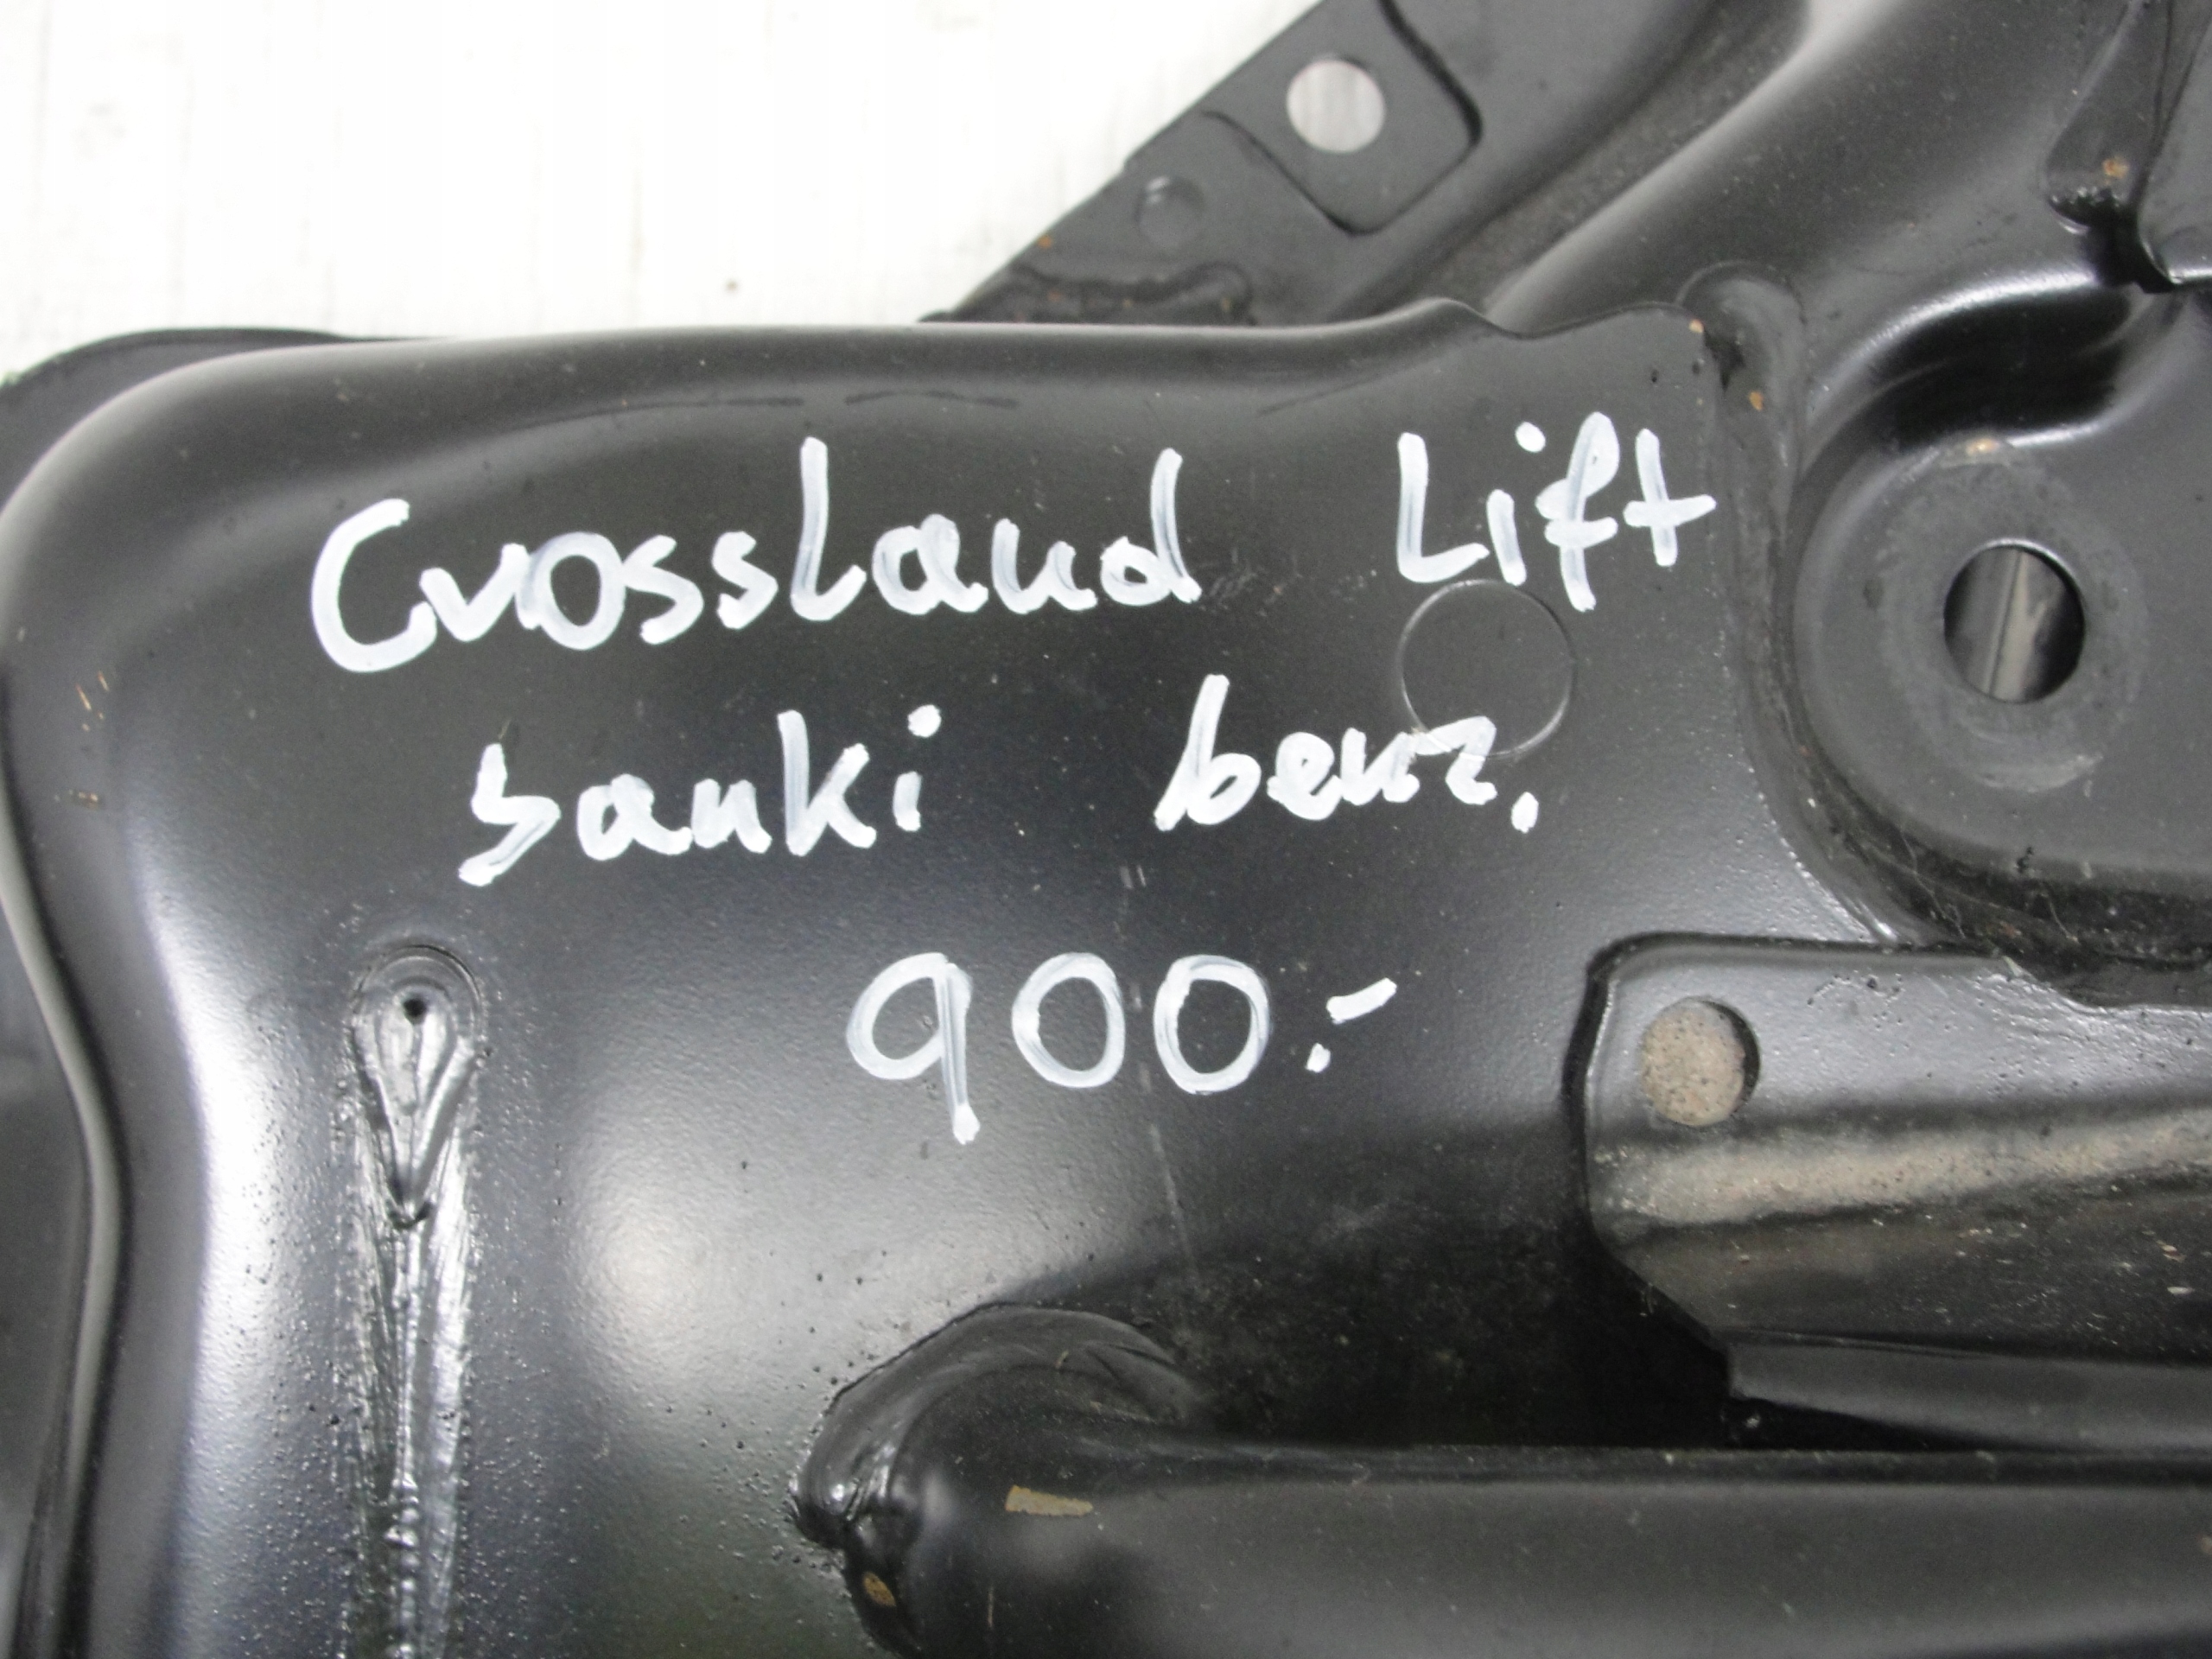 Crossland Lift
sanki benz.
900.-